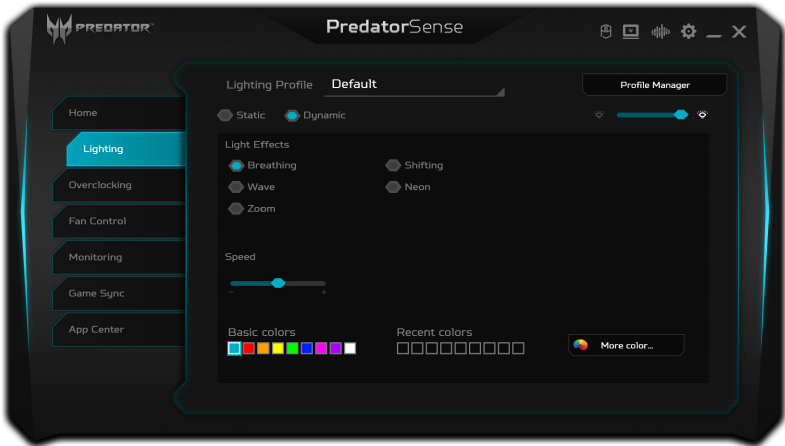 PREDATOR
PredatorSense
Lighting Profile Default Profile Manager
Home
Lighting
Overclocking
Fan Control
Monitoring
Game Sync
App Center
Static Dynamic
Light Effects
Breathing Shifting
Wave Neon
Zoom
Speed
- +
Basic colors Recent colors
More color...